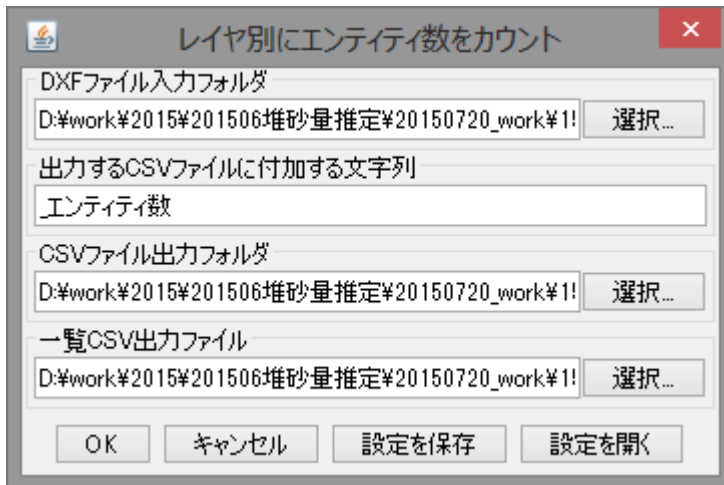 レイヤ別にエンティティ数をカウント
DXFファイル入力フォルダ
D:¥work¥2015¥201506堆砂量推定¥20150720_work¥1! 選択...
出力するCSVファイルに付加する文字列
_エンティティ数
CSVファイル出力フォルダ
D:¥work¥2015¥201506堆砂量推定¥20150720_work¥1! 選択...
一覧CSV出力ファイル
D:¥work¥2015¥201506堆砂量推定¥20150720_work¥1! 選択...
OK キャンセル 設定を保存 設定を開く